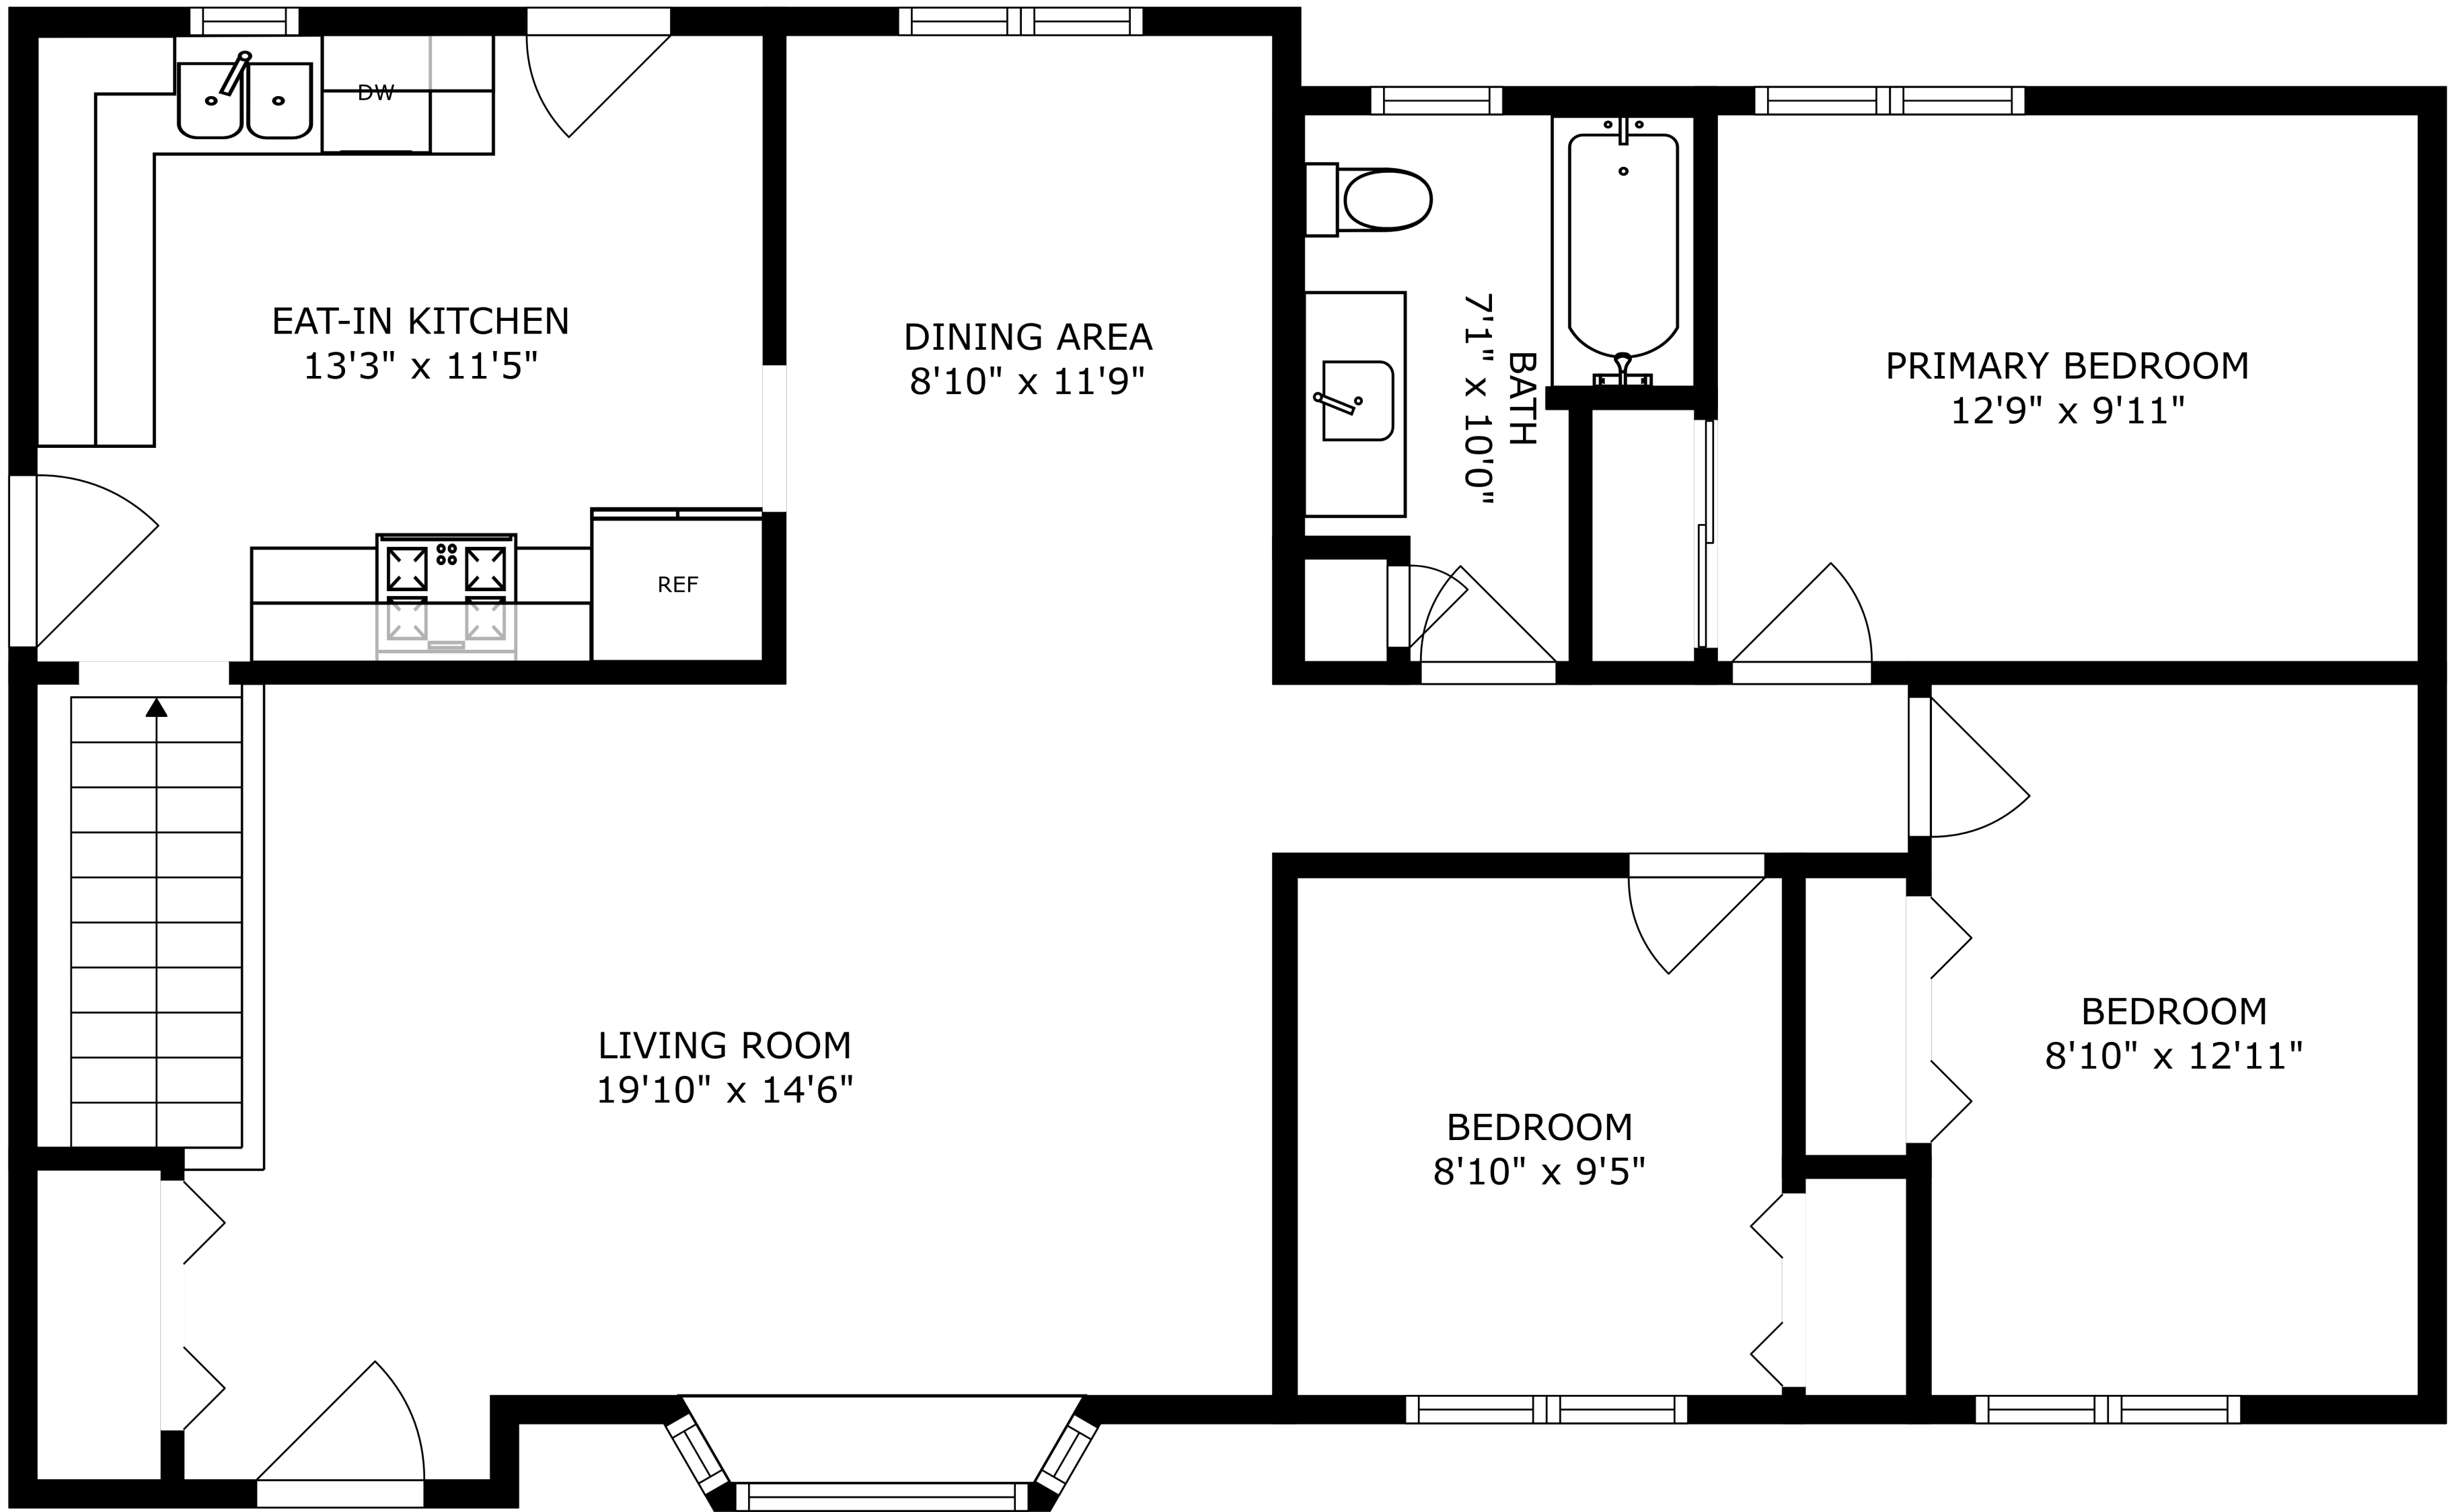 DW
EAT-IN KITCHEN
13'3" x 11'5"
REF
DINING AREA
8'10" x 11'9"
BATH
7'1" x 10'0"
PRIMARY BEDROOM
12'9" x 9'11"
LIVING ROOM
19'10" x 14'6"
BEDROOM
8'10" x 9'5"
BEDROOM
8'10" x 12'11"